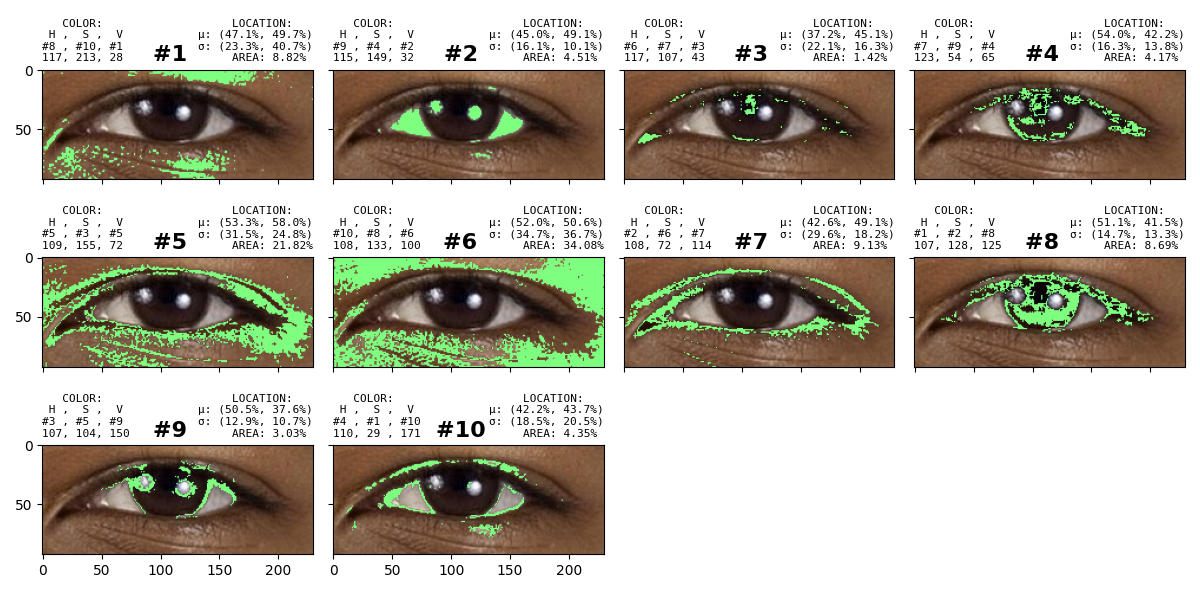 COLOR: LOCATION:
H , S , V μ: (47.1%, 49.7%)
#8 , #10, #1 #1 σ: (23.3%, 40.7%)
117, 213, 28 AREA: 8.82%
COLOR: LOCATION:
H , S , V μ: (45.0%, 49.1%)
#9 , #4 , #2 #2 σ: (16.1%, 10.1%)
115, 149, 32 AREA: 4.51%
COLOR: LOCATION:
H , S , V μ: (37.2%, 45.1%)
#6 , #7 , #3 #3 σ: (22.1%, 16.3%)
117, 107, 43 AREA: 1.42%
COLOR: LOCATION:
H , S , V μ: (54.0%, 42.2%)
#7 , #9 , #4 #4 σ: (16.3%, 13.8%)
123, 54 , 65 AREA: 4.17%
0
50
COLOR: LOCATION:
H , S , V μ: (53.3%, 58.0%)
#5 , #3 , #5 #5 σ: (31.5%, 24.8%)
109, 155, 72 AREA: 21.82%
COLOR: LOCATION:
H , S , V μ: (52.0%, 50.6%)
#10, #8 , #6 #6 σ: (34.7%, 36.7%)
108, 133, 100 AREA: 34.08%
COLOR: LOCATION:
H , S , V μ: (42.6%, 49.1%)
#2 , #6 , #7 #7 σ: (29.6%, 18.2%)
108, 72 , 114 AREA: 9.13%
COLOR: LOCATION:
H , S , V μ: (51.1%, 41.5%)
#1 , #2 , #8 #8 σ: (14.7%, 13.3%)
107, 128, 125 AREA: 8.69%
0
50
COLOR: LOCATION:
H , S , V μ: (50.5%, 37.6%)
#3 , #5 , #9 #9 σ: (12.9%, 10.7%)
107, 104, 150 AREA: 3.03%
COLOR: LOCATION:
H , S , V μ: (42.2%, 43.7%)
#4 , #1 , #10 #10 σ: (18.5%, 20.5%)
110, 29 , 171 AREA: 4.35%
0
50
0 50 100 150 200
0 50 100 150 200